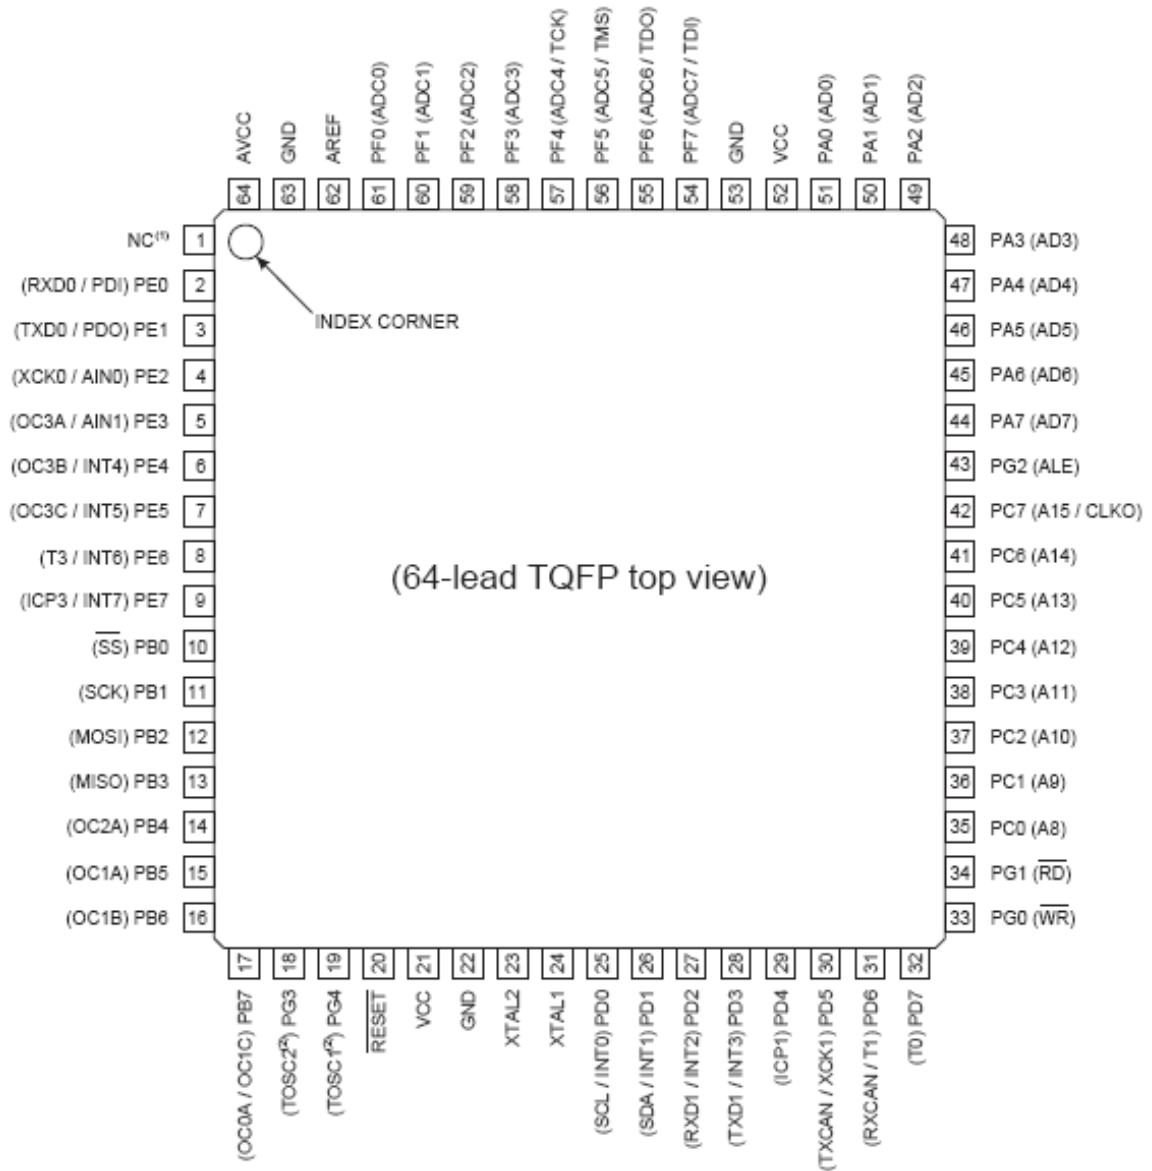 AVCC
GND
AREF
PF0 (ADC0)
PF1 (ADC1)
PF2 (ADC2)
PF3 (ADC3)
PF4 (ADC4 / TCK)
PF5 (ADC5 / TMS)
PF6 (ADC6 / TDO)
PF7 (ADC7 / TDI)
GND
VCC
PA0 (AD0)
PA1 (AD1)
PA2 (AD2)
64
63
62
61
60
59
58
57
56
55
54
53
52
51
50
49
NC(1) 1
(RXD0 / PDI) PE0 2
(TXD0 / PDO) PE1 3
(XCK0 / AIN0) PE2 4
(OC3A / AIN1) PE3 5
(OC3B / INT4) PE4 6
(OC3C / INT5) PE5 7
(T3 / INT6) PE6 8
(ICP3 / INT7) PE7 9
(S̅S̅) PB0 10
(SCK) PB1 11
(MOSI) PB2 12
(MISO) PB3 13
(OC2A) PB4 14
(OC1A) PB5 15
(OC1B) PB6 16
INDEX CORNER
(64-lead TQFP top view)
48 PA3 (AD3)
47 PA4 (AD4)
46 PA5 (AD5)
45 PA6 (AD6)
44 PA7 (AD7)
43 PG2 (ALE)
42 PC7 (A15 / CLKO)
41 PC6 (A14)
40 PC5 (A13)
39 PC4 (A12)
38 PC3 (A11)
37 PC2 (A10)
36 PC1 (A9)
35 PC0 (A8)
34 PG1 (R̅D̅)
33 PG0 (W̅R̅)
17
18
19
20
21
22
23
24
25
26
27
28
29
30
31
32
(OC0A / OC1C) PB7
(TOSC2(2)) PG3
(TOSC1(2)) PG4
R̅E̅S̅E̅T̅
VCC
GND
XTAL2
XTAL1
(SCL / INT0) PD0
(SDA / INT1) PD1
(RXD1 / INT2) PD2
(TXD1 / INT3) PD3
(ICP1) PD4
(TXCAN / XCK1) PD5
(RXCAN / T1) PD6
(T0) PD7